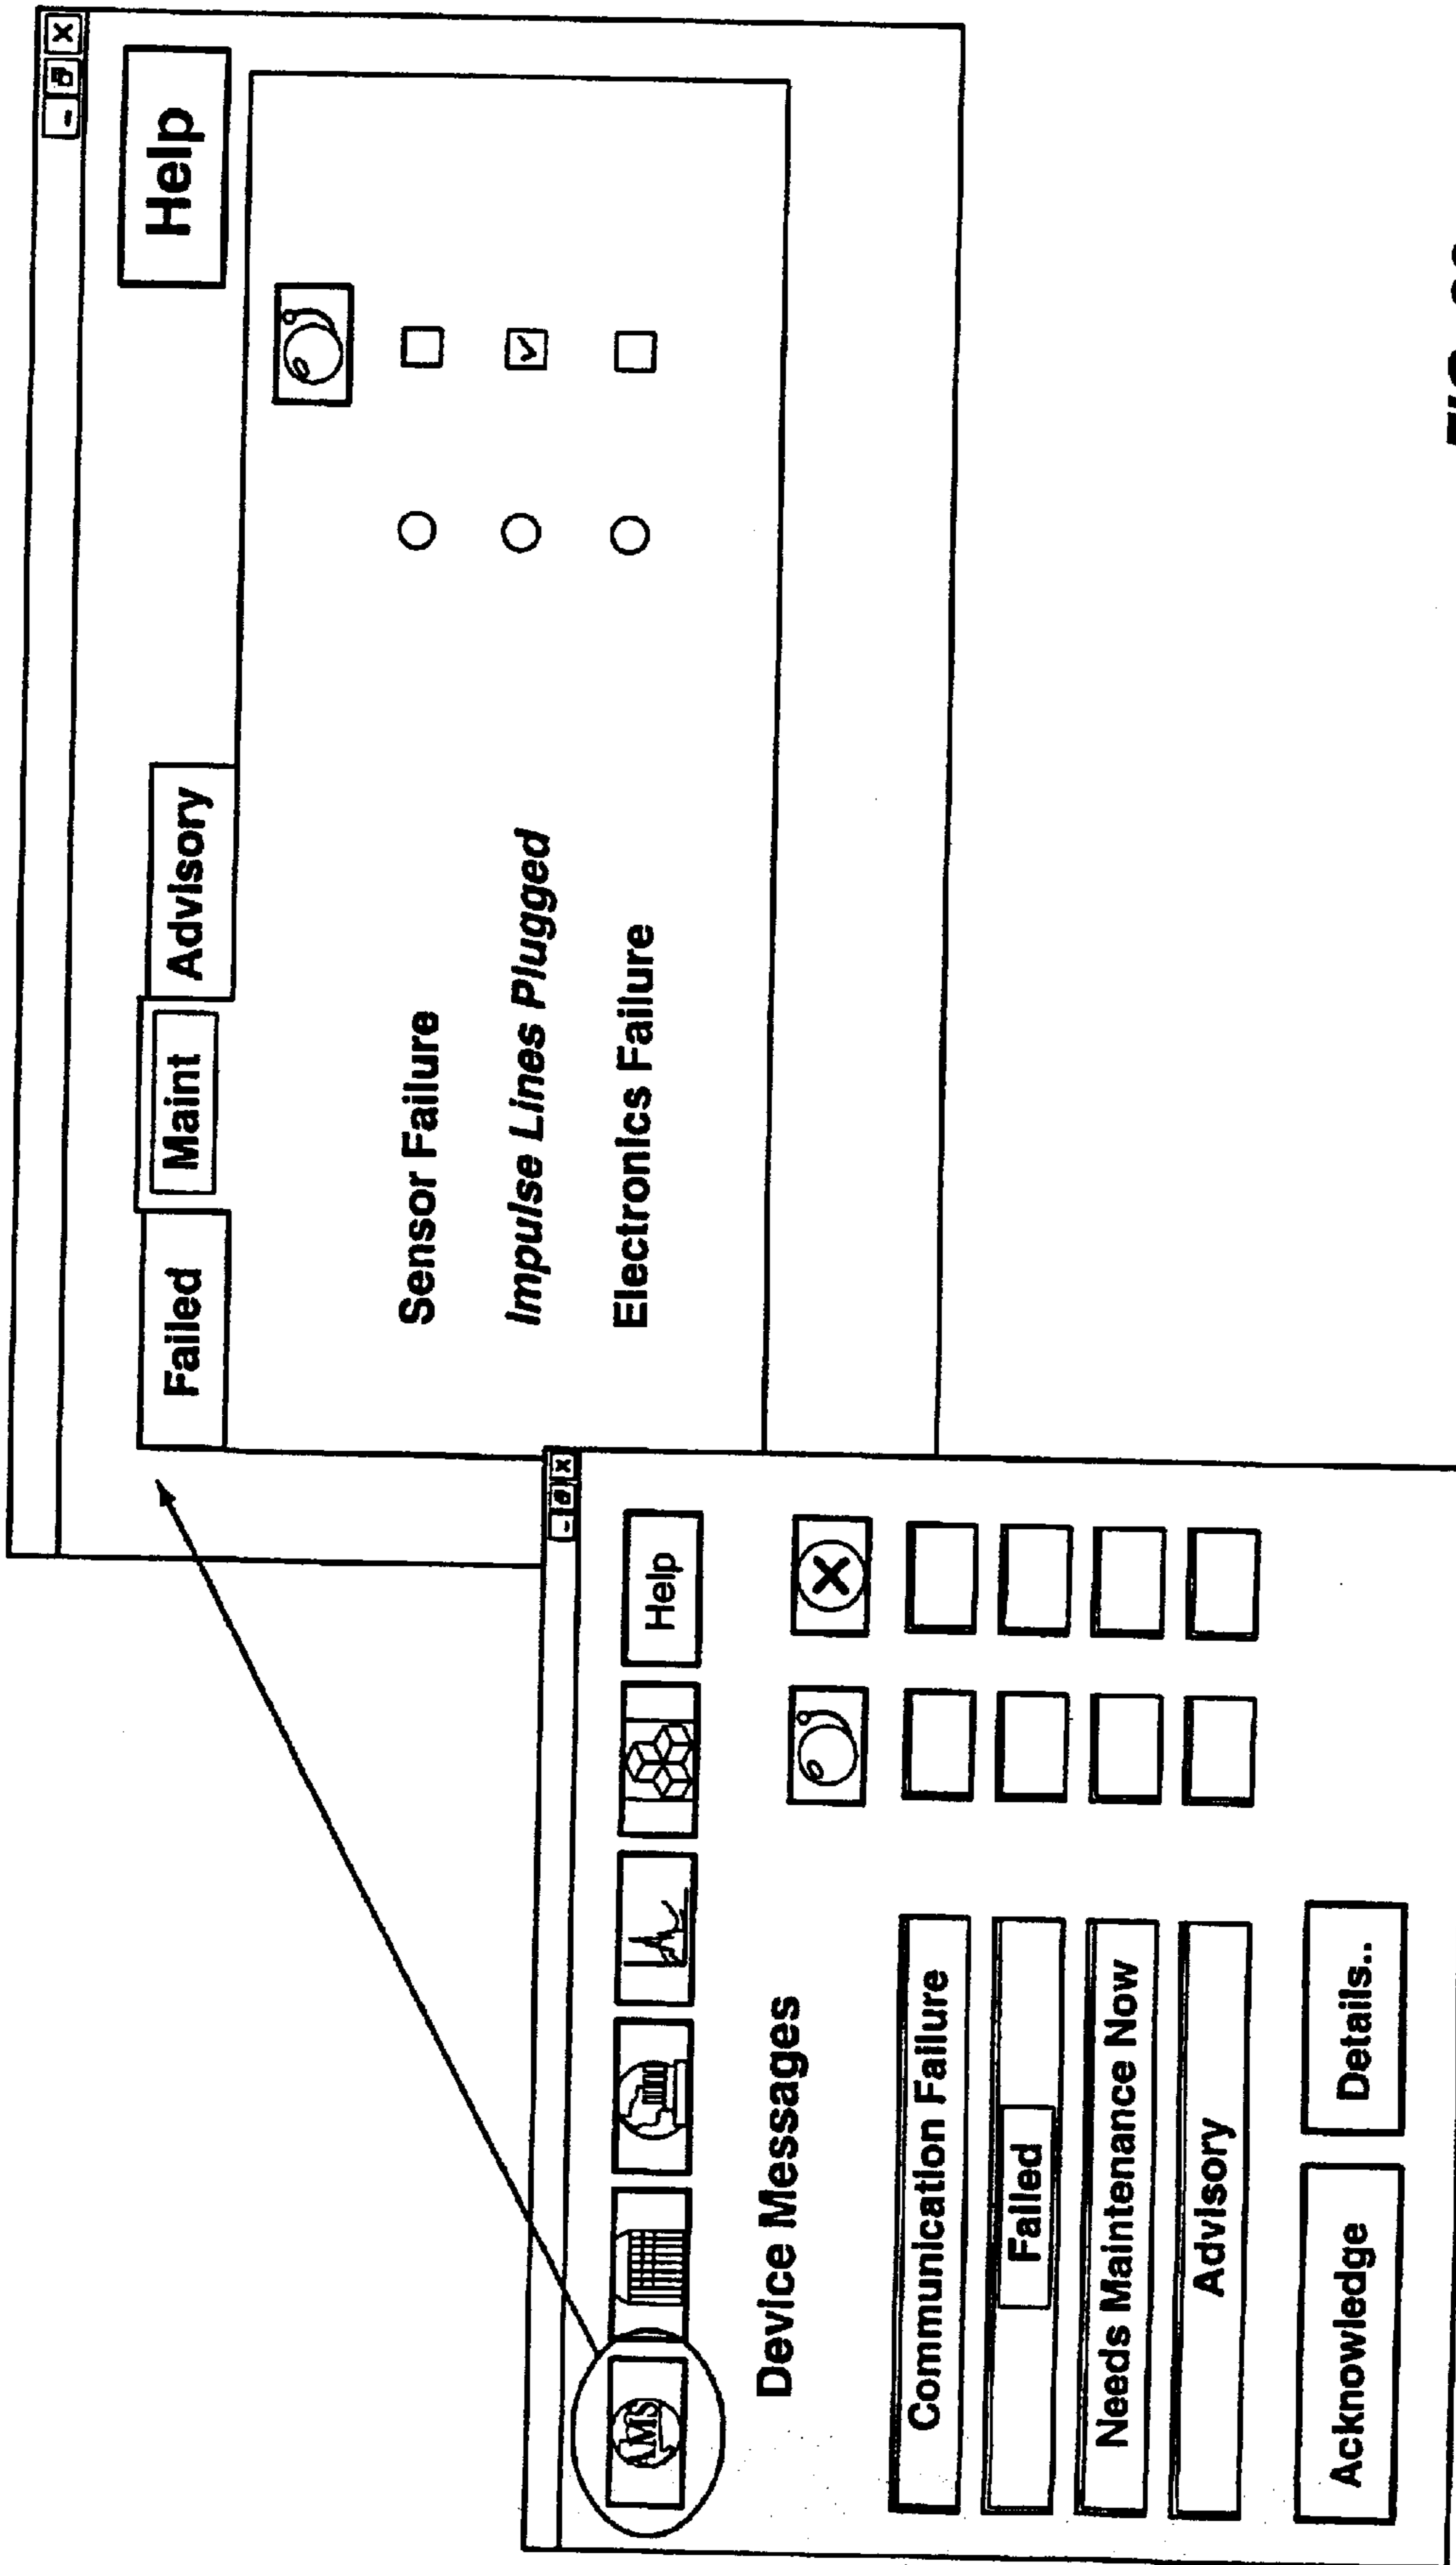 Help
Failed Maint Advisory
Sensor Failure
Impulse Lines Plugged
Electronics Failure
AMS Help
Device Messages
Communication Failure
Failed
Needs Maintenance Now
Advisory
Acknowledge Details..